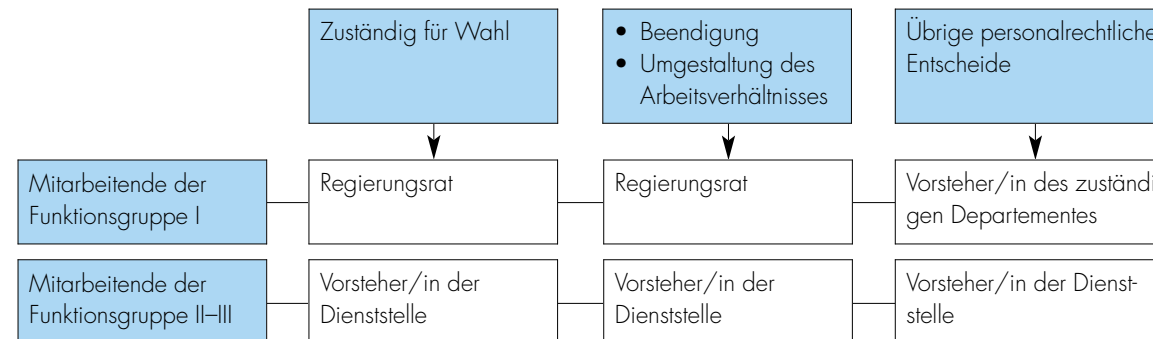 Zuständig für Wahl
• Beendigung
• Umgestaltung des
Arbeitsverhältnisses
Übrige personalrechtliche
Entscheide
Mitarbeitende der
Funktionsgruppe I
Regierungsrat
Regierungsrat
Vorsteher/in des zuständi
gen Departementes
Mitarbeitende der
Funktionsgruppe II–III
Vorsteher/in der
Dienststelle
Vorsteher/in der
Dienststelle
Vorsteher/in der Dienst-
stelle